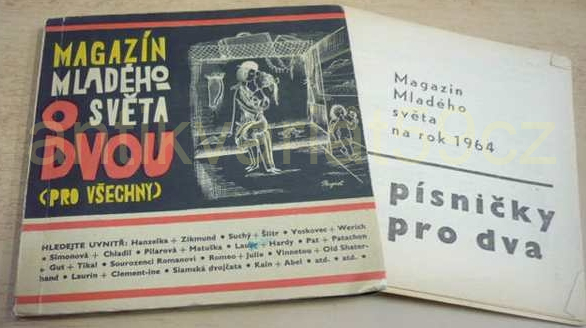 MAGAZÍN
MLADÉHO
SVĚTA
O
DVOU
(PRO VŠECHNY)
HLEDEJTE UVNITŘ: Hanzelka + Zikmund • Suchý + Šlitr • Voskovec + Werich
• Simonová + Chladil • Pilarová + Matuška • Laurel + Hardy • Pat + Patachon
• Gut + Tikal • Sourozenci Romanovi • Romeo + Julie • Vinnetou + Old Shatter-
hand • Laurin + Clement-ine • Siamská dvojčata • Kain + Abel • atd. • atd. •
Magazín
Mladého
světa
na rok 1964
písničky
pro dva